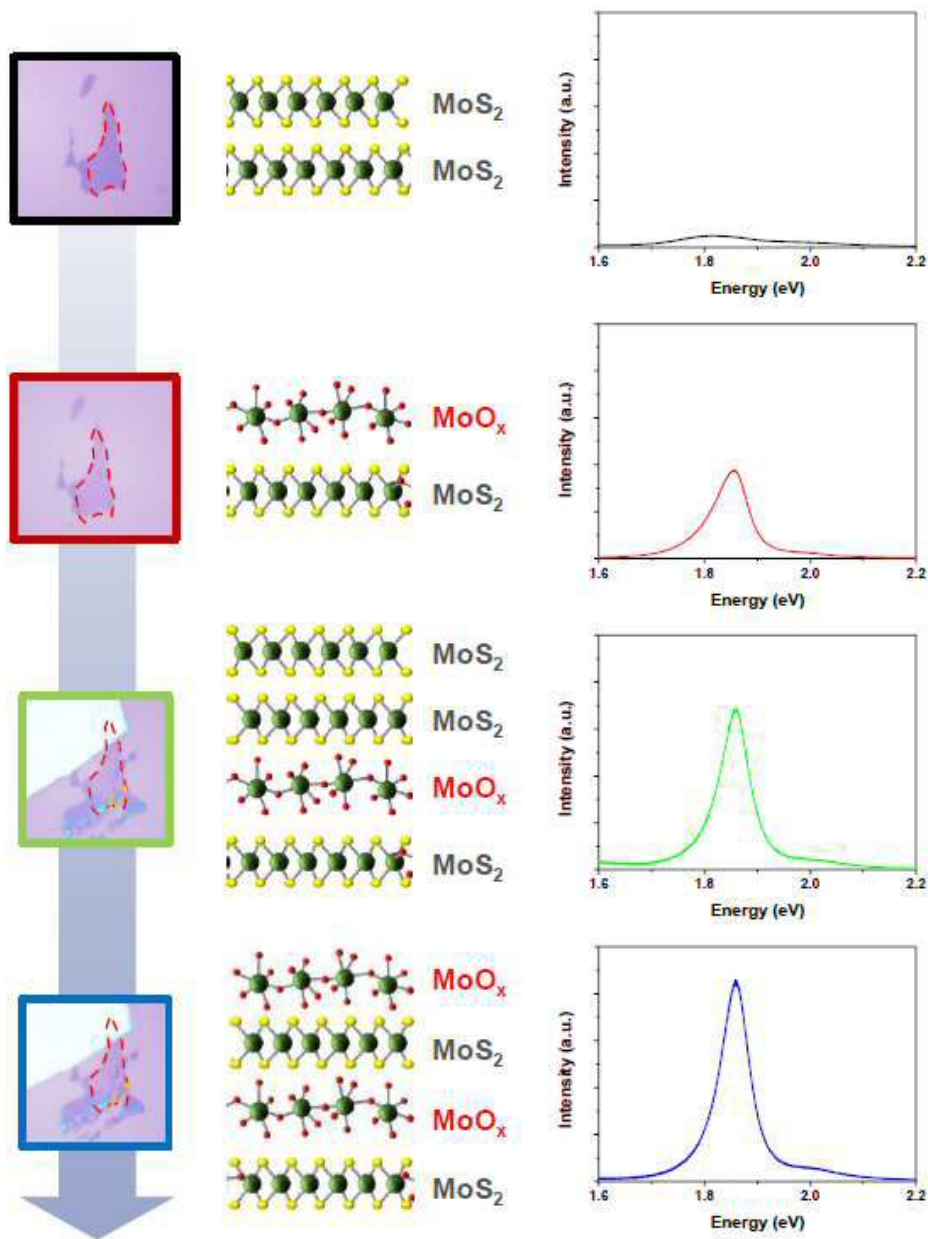 MoS₂
MoS₂
Intensity (a.u.)
1.6 1.8 2.0 2.2
Energy (eV)
MoOₓ
MoS₂
Intensity (a.u.)
1.6 1.8 2.0 2.2
Energy (eV)
MoS₂
MoS₂
MoOₓ
MoS₂
Intensity (a.u.)
1.6 1.8 2.0 2.2
Energy (eV)
MoOₓ
MoS₂
MoOₓ
MoS₂
Intensity (a.u.)
1.6 1.8 2.0 2.2
Energy (eV)